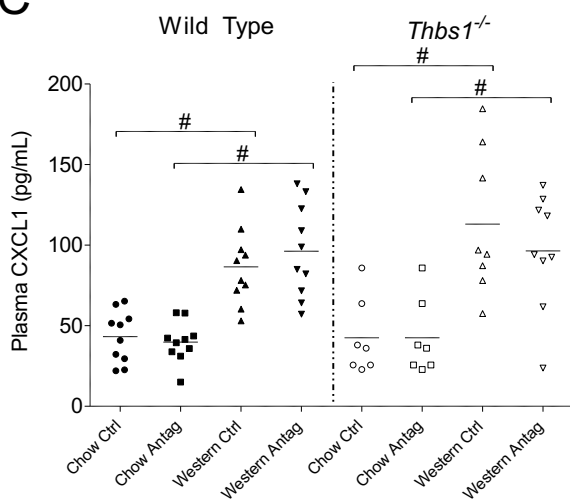 C
Wild Type
Thbs1-/-
#
#
#
#
Plasma CXCL1 (pg/mL)
200
150
100
50
0
Chow Ctrl
Chow Antag
Western Ctrl
Western Antag
Chow Ctrl
Chow Antag
Western Ctrl
Western Antag